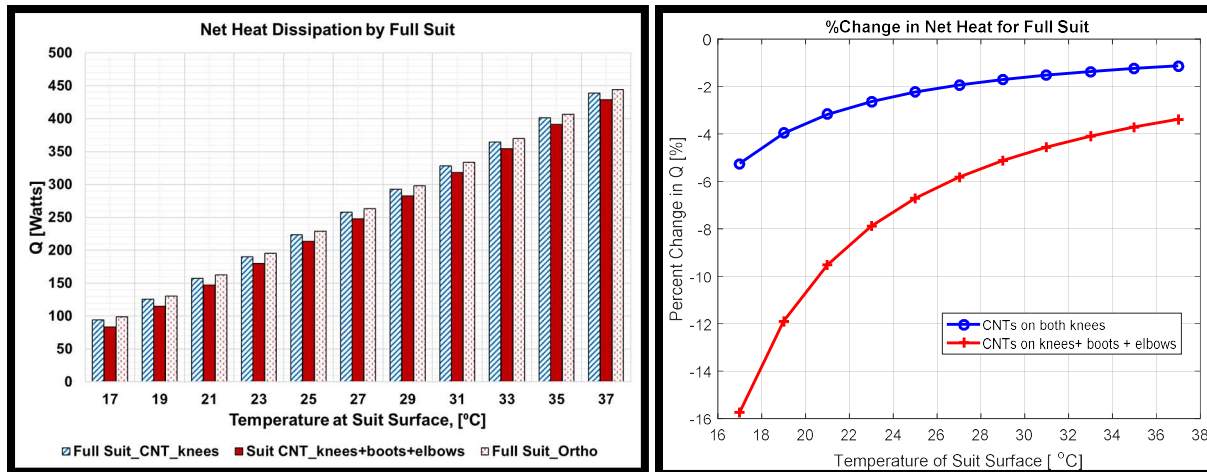 Net Heat Dissipation by Full Suit
500
450
400
350
300
250
200
150
100
50
0
Q [Watts]
17 19 21 23 25 27 29 31 33 35 37
Temperature at Suit Surface, [ºC]
Full Suit_CNT_knees Suit CNT_knees+boots+elbows Full Suit_Ortho
%Change in Net Heat for Full Suit
0
-2
-4
-6
-8
-10
-12
-14
-16
Percent Change in Q [%]
CNTs on both knees
CNTs on knees+ boots + elbows
16 18 20 22 24 26 28 30 32 34 36 38
Temperature of Suit Surface [ °C]